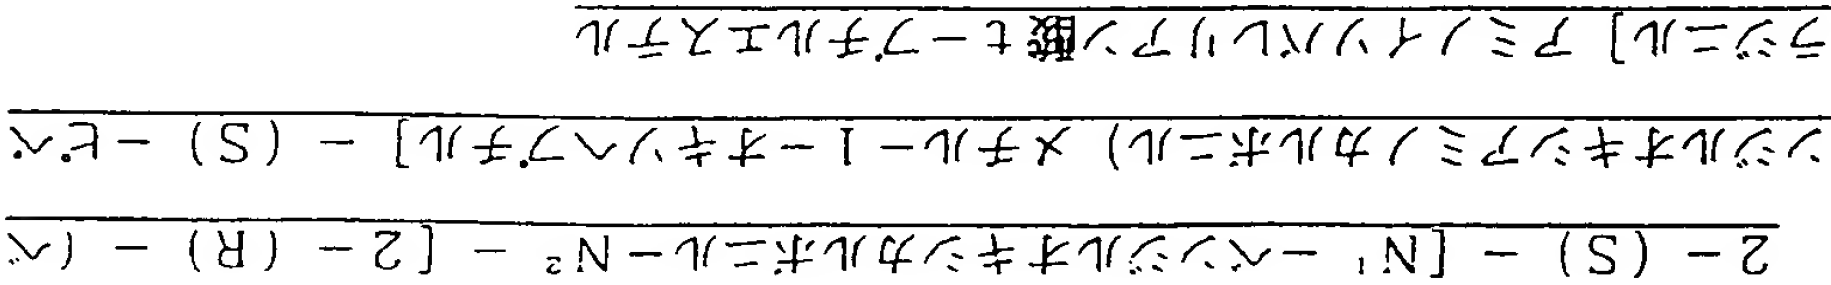 2－(S)－[N¹－ベンジルオキシカルボニル－N²－[2－(R)－(ベ
ンジルオキシアミノカルボニル)メチル－1－オキソヘプチル]－(S)－ピペ
ラジニル]アミノイソバレリアン酸t－ブチルエステル